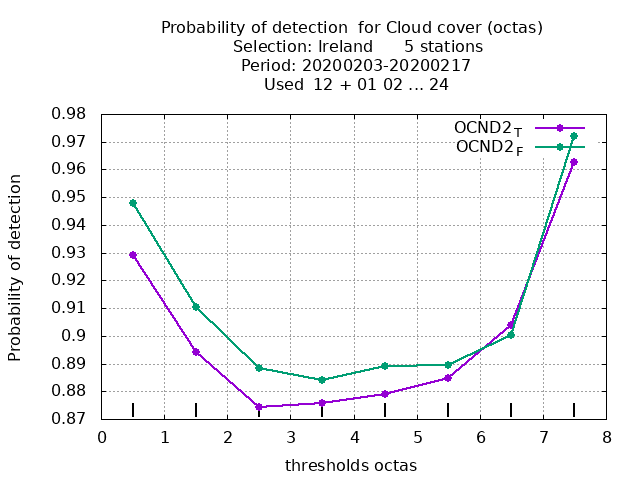 Probability of detection  for Cloud cover (octas)
Selection: Ireland      5 stations
Period: 20200203-20200217
Used  12 + 01 02 ... 24
OCND2T
OCND2F
0.98
0.97
0.96
0.95
0.94
0.93
0.92
0.91
0.9
0.89
0.88
0.87
Probability of detection
0 1 2 3 4 5 6 7 8
thresholds octas